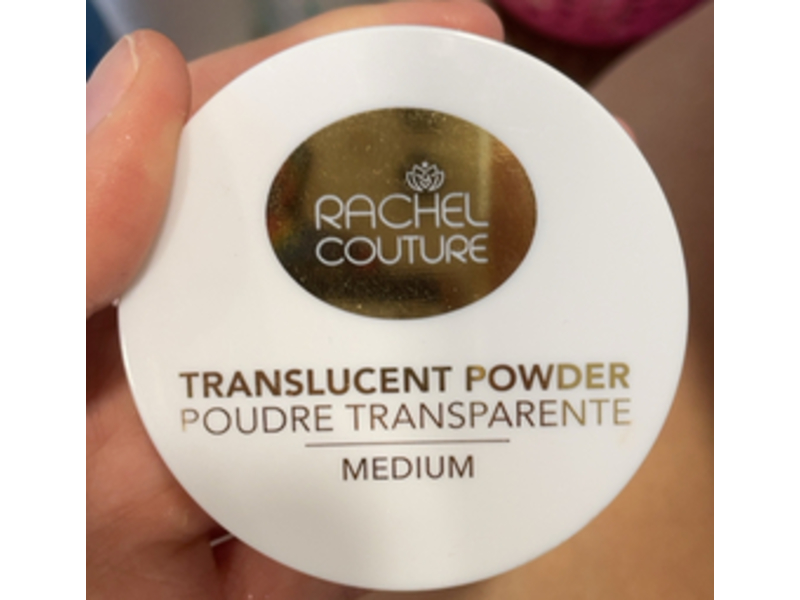 RACHEL
COUTURE
TRANSLUCENT POWDER
POUDRE TRANSPARENTE
MEDIUM